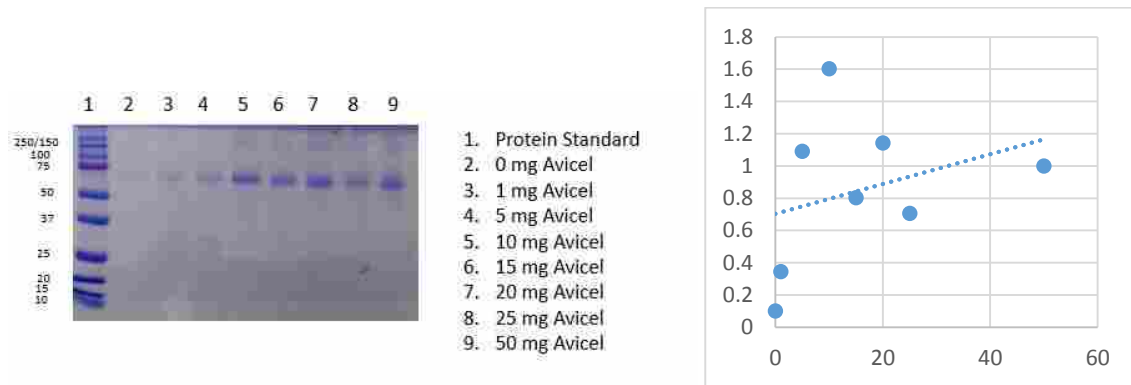 1 2 3 4 5 6 7 8 9
250/150
100
75
50
37
25
20
15
10
1. Protein Standard
2. 0 mg Avicel
3. 1 mg Avicel
4. 5 mg Avicel
5. 10 mg Avicel
6. 15 mg Avicel
7. 20 mg Avicel
8. 25 mg Avicel
9. 50 mg Avicel
1.8
1.6
1.4
1.2
1
0.8
0.6
0.4
0.2
0
0 20 40 60